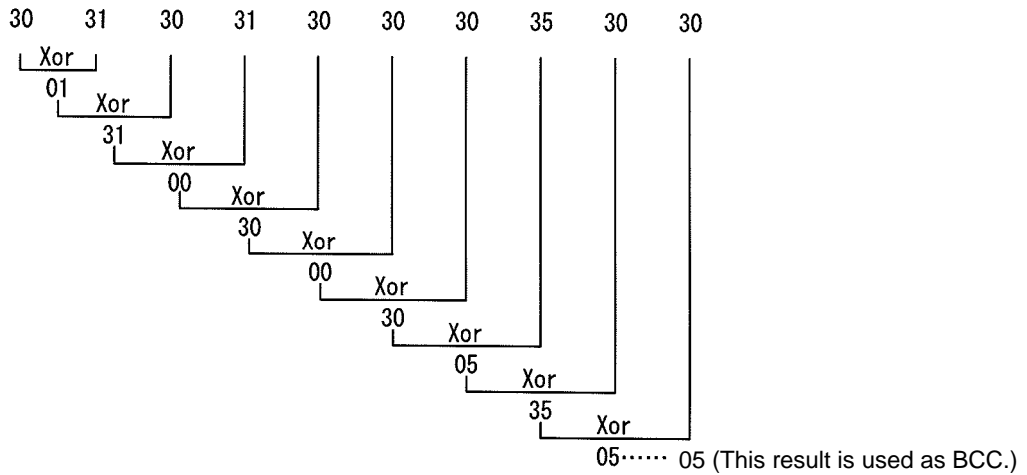 30 31 30 31 30 30 30 35 30 30
Xor
01
Xor
31
Xor
00
Xor
30
Xor
00
Xor
30
Xor
05
Xor
35
Xor
05······ 05 (This result is used as BCC.)